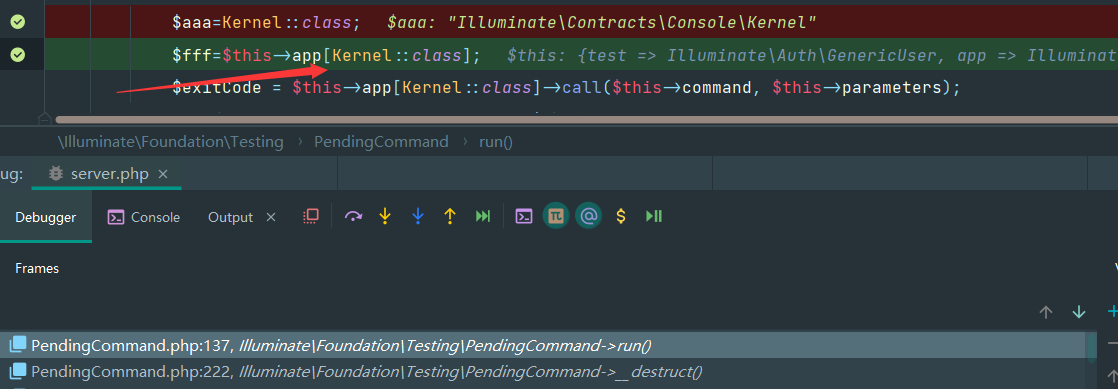 $aaa=Kernel::class; $aaa: "Illuminate\Contracts\Console\Kernel"
$fff=$this->app[Kernel::class]; $this: {test => Illuminate\Auth\GenericUser, app => Illuminat
$exitCode = $this->app[Kernel::class]->call($this->command, $this->parameters);
\Illuminate\Foundation\Testing › PendingCommand › run()
ug: server.php ×
Debugger Console Output ×
Frames
PendingCommand.php:137, Illuminate\Foundation\Testing\PendingCommand->run()
PendingCommand.php:222, Illuminate\Foundation\Testing\PendingCommand->__destruct()